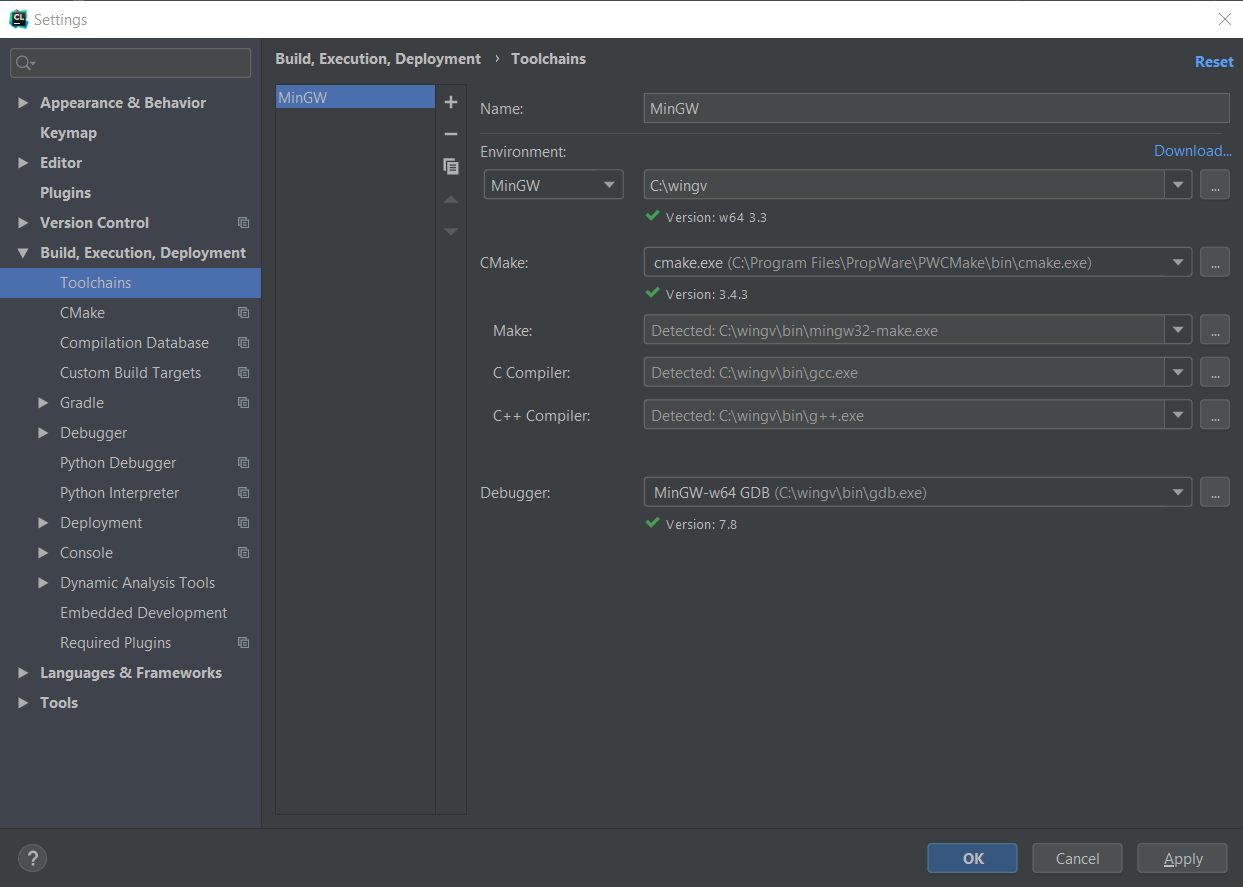 CL Settings
Build, Execution, Deployment › Toolchains
Reset
Appearance & Behavior
Keymap
Editor
Plugins
Version Control
Build, Execution, Deployment
Toolchains
CMake
Compilation Database
Custom Build Targets
Gradle
Debugger
Python Debugger
Python Interpreter
Deployment
Console
Dynamic Analysis Tools
Embedded Development
Required Plugins
Languages & Frameworks
Tools
MinGW
Name: MinGW
Environment: Download...
MinGW C:\wingv ...
Version: w64 3.3
CMake: cmake.exe (C:\Program Files\PropWare\PWCMake\bin\cmake.exe) ...
Version: 3.4.3
Make: Detected: C:\wingv\bin\mingw32-make.exe ...
C Compiler: Detected: C:\wingv\bin\gcc.exe ...
C++ Compiler: Detected: C:\wingv\bin\g++.exe ...
Debugger: MinGW-w64 GDB (C:\wingv\bin\gdb.exe) ...
Version: 7.8
? OK Cancel Apply